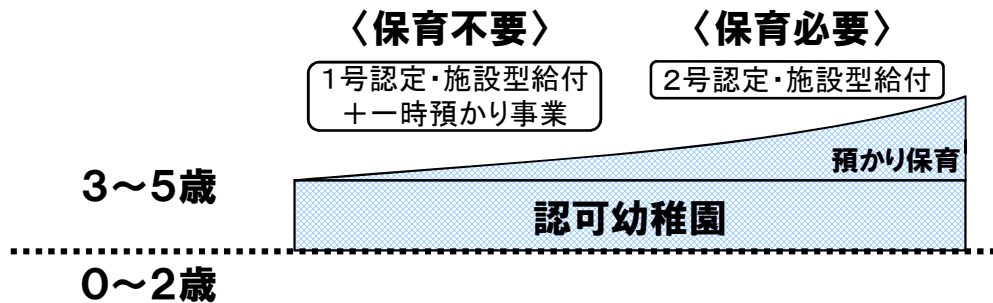 〈保育不要〉
〈保育必要〉
1号認定・施設型給付
+一時預かり事業
2号認定・施設型給付
預かり保育
3~5歳
認可幼稚園
0~2歳